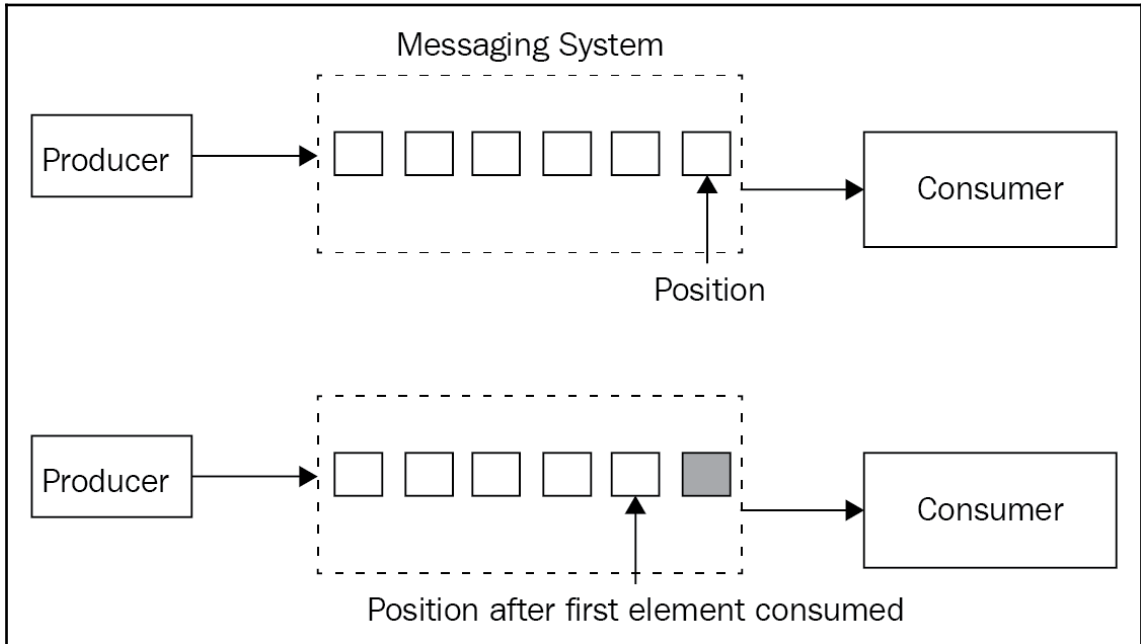 Messaging System
Producer
Consumer
Position
Producer
Consumer
Position after first element consumed